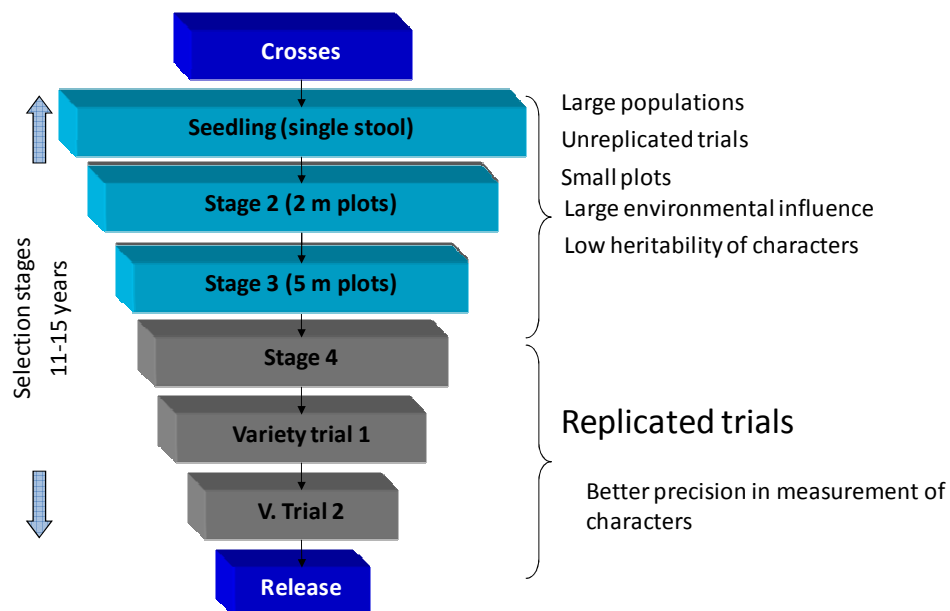 Crosses
Seedling (single stool)
Stage 2 (2 m plots)
Stage 3 (5 m plots)
Stage 4
Variety trial 1
V. Trial 2
Release
Selection stages
11-15 years
Large populations
Unreplicated trials
Small plots
Large environmental influence
Low heritability of characters
Replicated trials
Better precision in measurement of
characters